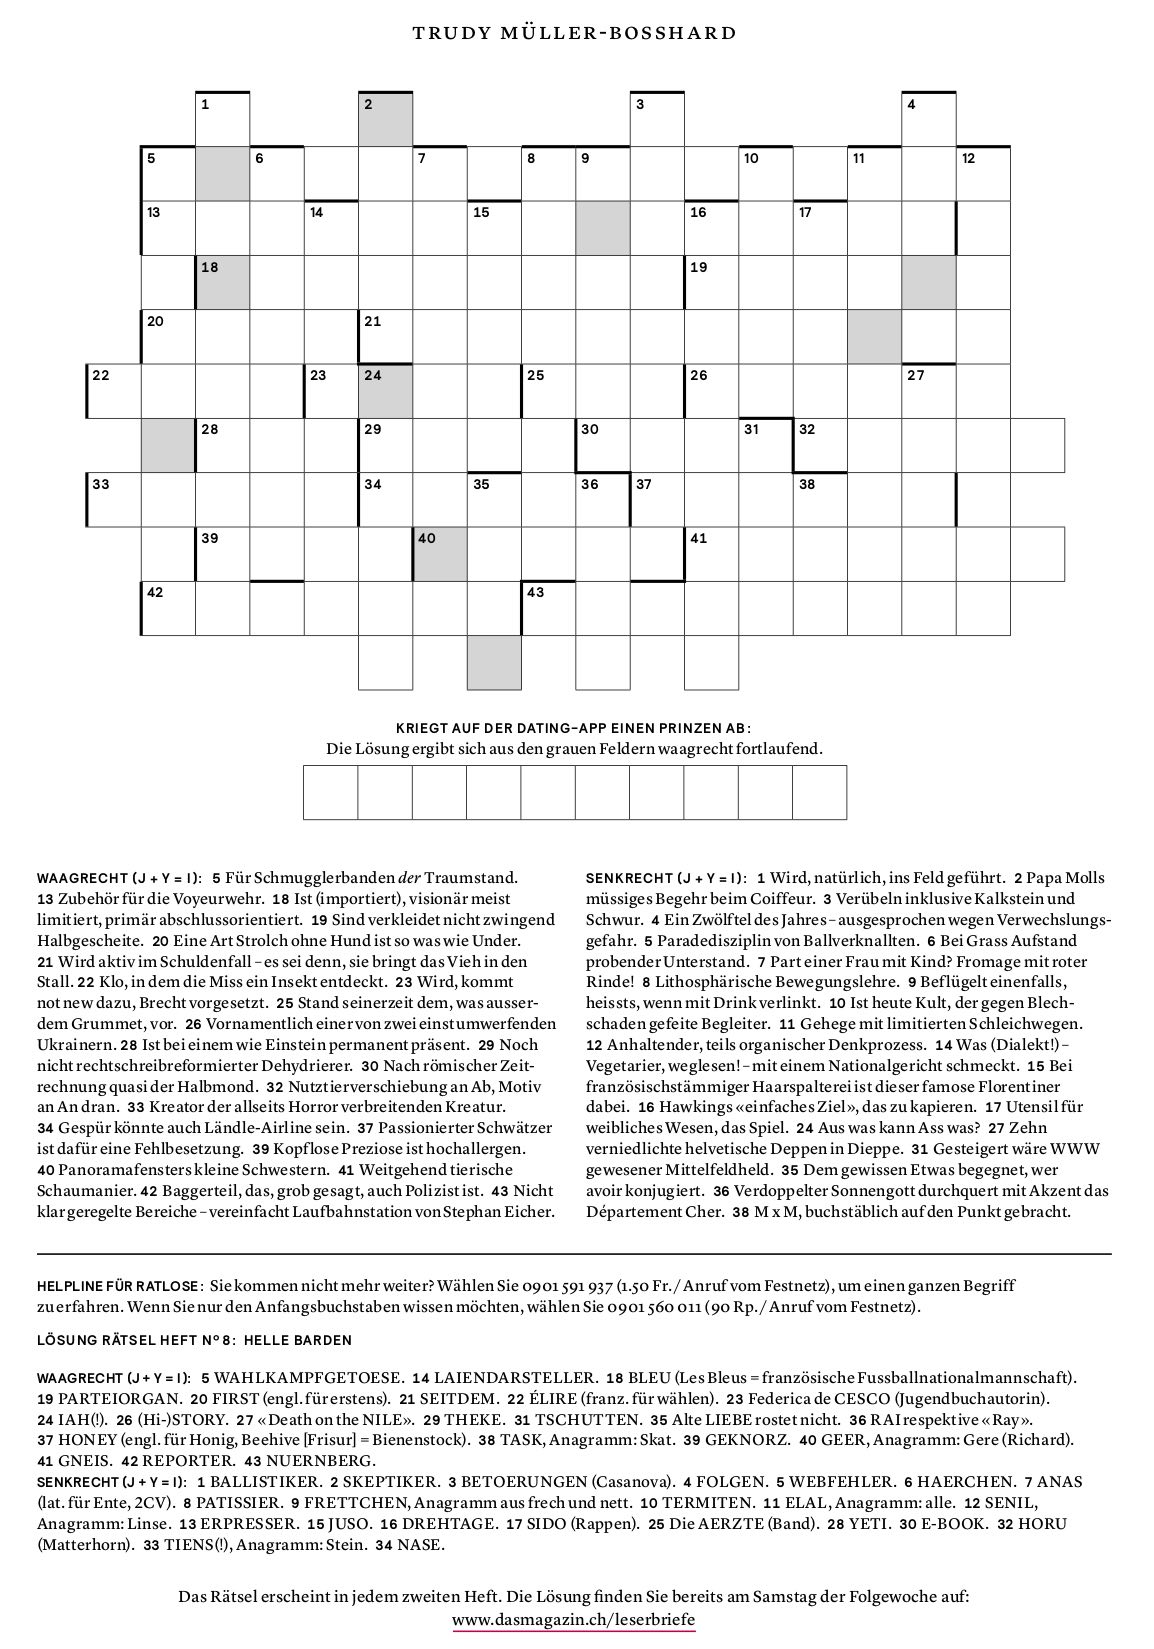 TRUDY MÜLLER-BOSSHARD
1 2 3 4
5 6 7 8 9 10 11 12
13 14 15 16 17
18 19
20 21
22 23 24 25 26 27
28 29 30 31 32
33 34 35 36 37 38
39 40 41
42 43
KRIEGT AUF DER DATING-APP EINEN PRINZEN AB:
Die Lösung ergibt sich aus den grauen Feldern waagrecht fortlaufend.
WAAGRECHT (J + Y = I): 5 Für Schmugglerbanden der Traumstand.
13 Zubehör für die Voyeurwehr. 18 Ist (importiert), visionär meist
limitiert, primär abschlussorientiert. 19 Sind verkleidet nicht zwingend
Halbgescheite. 20 Eine Art Strolch ohne Hund ist so was wie Under.
21 Wird aktiv im Schuldenfall – es sei denn, sie bringt das Vieh in den
Stall. 22 Klo, in dem die Miss ein Insekt entdeckt. 23 Wird, kommt
not new dazu, Brecht vorgesetzt. 25 Stand seinerzeit dem, was ausser-
dem Grummet, vor. 26 Vornamentlich einer von zwei einst umwerfenden
Ukrainern. 28 Ist bei einem wie Einstein permanent präsent. 29 Noch
nicht rechtschreibreformierter Dehydrierer. 30 Nach römischer Zeit-
rechnung quasi der Halbmond. 32 Nutztierverschiebung an Ab, Motiv
an An dran. 33 Kreator der allseits Horror verbreitenden Kreatur.
34 Gespür könnte auch Ländle-Airline sein. 37 Passionierter Schwätzer
ist dafür eine Fehlbesetzung. 39 Kopflose Preziose ist hochallergen.
40 Panoramafensters kleine Schwestern. 41 Weitgehend tierische
Schaumanier. 42 Baggerteil, das, grob gesagt, auch Polizist ist. 43 Nicht
klar geregelte Bereiche – vereinfacht Laufbahnstation von Stephan Eicher.
SENKRECHT (J + Y = I): 1 Wird, natürlich, ins Feld geführt. 2 Papa Molls
müssiges Begehr beim Coiffeur. 3 Verübeln inklusive Kalkstein und
Schwur. 4 Ein Zwölftel des Jahres – ausgesprochen wegen Verwechslungs-
gefahr. 5 Paradedisziplin von Ballverknallten. 6 Bei Grass Aufstand
probender Unterstand. 7 Part einer Frau mit Kind? Fromage mit roter
Rinde! 8 Lithosphärische Bewegungslehre. 9 Beflügelt einenfalls,
heissts, wenn mit Drink verlinkt. 10 Ist heute Kult, der gegen Blech-
schaden gefeite Begleiter. 11 Gehege mit limitierten Schleichwegen.
12 Anhaltender, teils organischer Denkprozess. 14 Was (Dialekt!) –
Vegetarier, weglesen! – mit einem Nationalgericht schmeckt. 15 Bei
französischstämmiger Haarspalterei ist dieser famose Florentiner
dabei. 16 Hawkings «einfaches Ziel», das zu kapieren. 17 Utensil für
weibliches Wesen, das Spiel. 24 Aus was kann Ass was? 27 Zehn
verniedlichte helvetische Deppen in Dieppe. 31 Gesteigert wäre WWW
gewesener Mittelfeldheld. 35 Dem gewissen Etwas begegnet, wer
avoir konjugiert. 36 Verdoppelter Sonnengott durchquert mit Akzent das
Département Cher. 38 M x M, buchstäblich auf den Punkt gebracht.
HELPLINE FÜR RATLOSE: Sie kommen nicht mehr weiter? Wählen Sie 0901 591 937 (1.50 Fr./Anruf vom Festnetz), um einen ganzen Begriff
zu erfahren. Wenn Sie nur den Anfangsbuchstaben wissen möchten, wählen Sie 0901 560 011 (90 Rp./Anruf vom Festnetz).
LÖSUNG RÄTSEL HEFT Nº 8: HELLE BARDEN
WAAGRECHT (J + Y = I): 5 WAHLKAMPFGETOESE. 14 LAIENDARSTELLER. 18 BLEU (Les Bleus = französische Fussballnationalmannschaft).
19 PARTEIORGAN. 20 FIRST (engl. für erstens). 21 SEITDEM. 22 ÉLIRE (franz. für wählen). 23 Federica de CESCO (Jugendbuchautorin).
24 IAH(!). 26 (Hi-)STORY. 27 «Death on the NILE». 29 THEKE. 31 TSCHUTTEN. 35 Alte LIEBE rostet nicht. 36 RAI respektive «Ray».
37 HONEY (engl. für Honig, Beehive [Frisur] = Bienenstock). 38 TASK, Anagramm: Skat. 39 GEKNORZ. 40 GEER, Anagramm: Gere (Richard).
41 GNEIS. 42 REPORTER. 43 NUERNBERG.
SENKRECHT (J + Y = I): 1 BALLISTIKER. 2 SKEPTIKER. 3 BETOERUNGEN (Casanova). 4 FOLGEN. 5 WEBFEHLER. 6 HAERCHEN. 7 ANAS
(lat. für Ente, 2CV). 8 PATISSIER. 9 FRETTCHEN, Anagramm aus frech und nett. 10 TERMITEN. 11 ELAL, Anagramm: alle. 12 SENIL,
Anagramm: Linse. 13 ERPRESSER. 15 JUSO. 16 DREHTAGE. 17 SIDO (Rappen). 25 Die AERZTE (Band). 28 YETI. 30 E-BOOK. 32 HORU
(Matterhorn). 33 TIENS(!), Anagramm: Stein. 34 NASE.
Das Rätsel erscheint in jedem zweiten Heft. Die Lösung finden Sie bereits am Samstag der Folgewoche auf:
www.dasmagazin.ch/leserbriefe